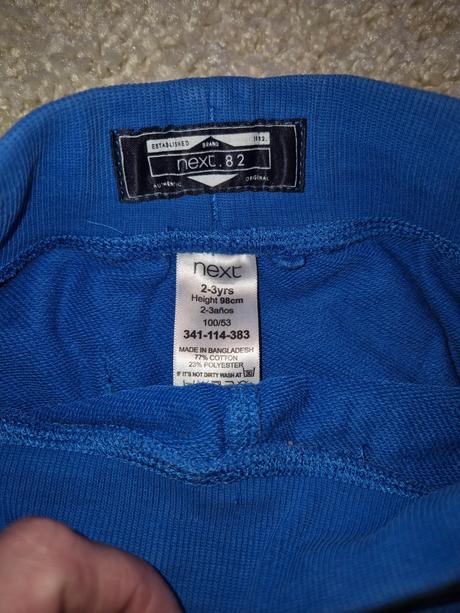 ESTABLISHED BRAND 1982.
next.82
AUTHENTIC ORIGINAL
next
2-3yrs
Height 98cm
2-3años
100/53
341-114-383
MADE IN BANGLADESH
77% COTTON
23% POLYESTER
IF IT'S NOT DIRTY WASH AT 30